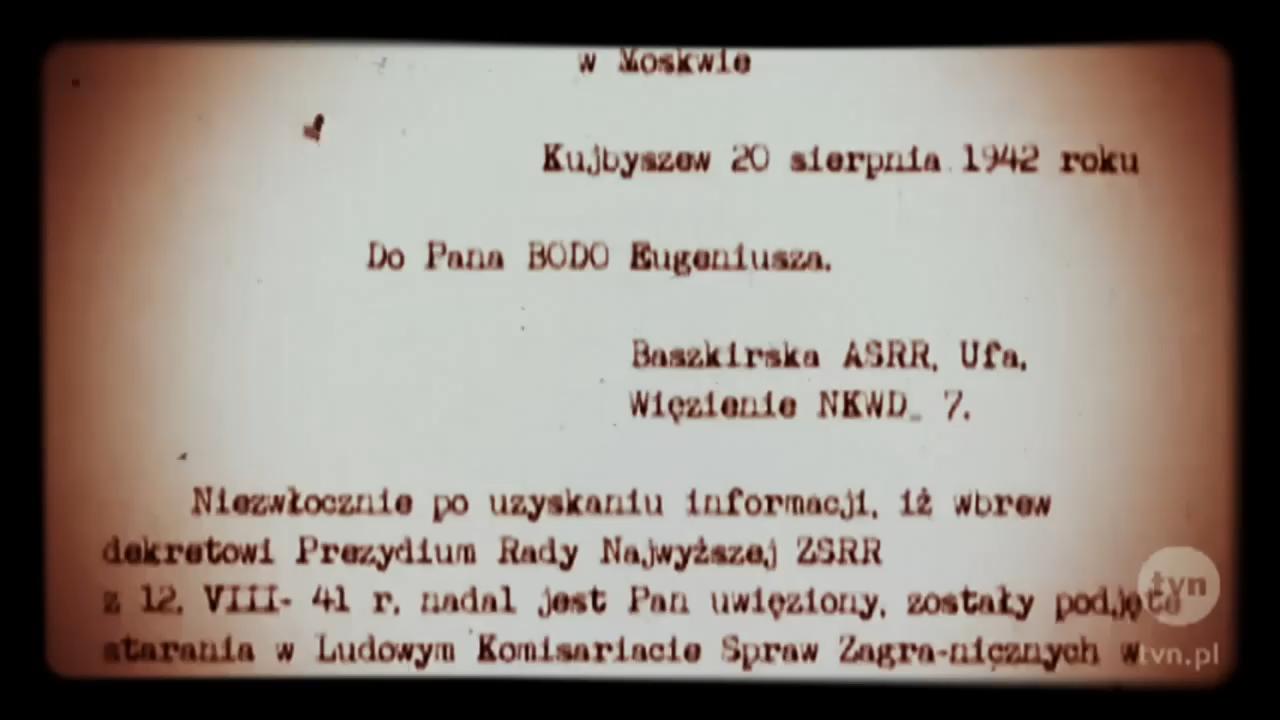 w Moskwie
Kujbyszew 20 sierpnia 1942 roku
Do Pana BODO Eugeniusza.
Baszkirska ASRR, Ufa,
Więzienie NKWD_ 7.
Niezwłocznie po uzyskaniu informacji, iż wbrew
dekretowi Prezydium Rady Najwyższej ZSRR
z 12. VIII- 41 r. nadal jest Pan uwięziony, zostały podjęte
starania w Ludowym Komisariacie Spraw Zagra-nicznych w
tvn
tvn.pl